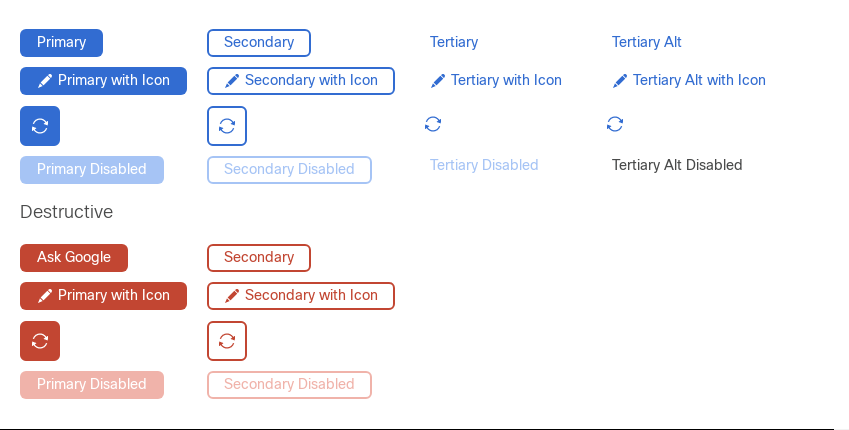 Primary Secondary Tertiary Tertiary Alt
Primary with Icon Secondary with Icon Tertiary with Icon Tertiary Alt with Icon
Primary Disabled Secondary Disabled Tertiary Disabled Tertiary Alt Disabled
Destructive
Ask Google Secondary
Primary with Icon Secondary with Icon
Primary Disabled Secondary Disabled